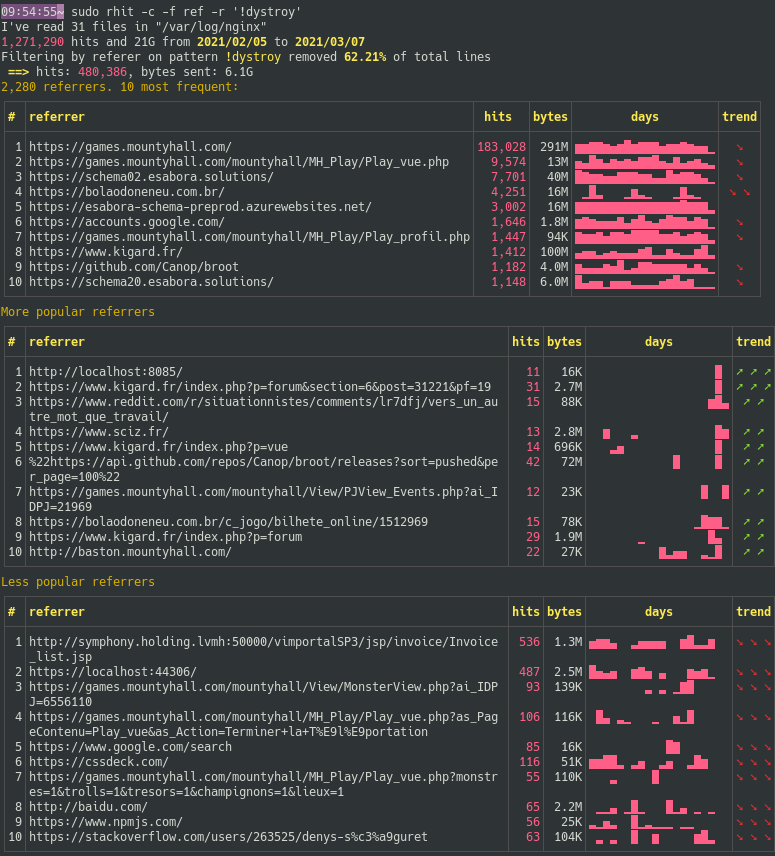 09:54:55~ sudo rhit -c -f ref -r '!dystroy'
I've read 31 files in "/var/log/nginx"
1,271,290 hits and 21G from 2021/02/05 to 2021/03/07
Filtering by referer on pattern !dystroy removed 62.21% of total lines
==> hits: 480,386, bytes sent: 6.1G
2,280 referrers. 10 most frequent:
# referrer hits bytes days trend
1 https://games.mountyhall.com/ 183,028 291M ↘
2 https://games.mountyhall.com/mountyhall/MH_Play/Play_vue.php 9,574 13M ↘
3 https://schema02.esabora.solutions/ 7,701 40M ↘
4 https://bolaodoneneu.com.br/ 4,251 16M ↘ ↘
5 https://esabora-schema-preprod.azurewebsites.net/ 3,002 16M
6 https://accounts.google.com/ 1,646 1.8M ↘
7 https://games.mountyhall.com/mountyhall/MH_Play/Play_profil.php 1,447 94K ↘
8 https://www.kigard.fr/ 1,412 100M
9 https://github.com/Canop/broot 1,182 4.0M ↘
10 https://schema20.esabora.solutions/ 1,148 6.0M ↘
More popular referrers
# referrer hits bytes days trend
1 http://localhost:8085/ 11 16K ↗ ↗ ↗
2 https://www.kigard.fr/index.php?p=forum&section=6&post=31221&pf=19 31 2.7M ↗ ↗ ↗
3 https://www.reddit.com/r/situationnistes/comments/lr7dfj/vers_un_au 15 88K ↗ ↗
tre_mot_que_travail/
4 https://www.sciz.fr/ 13 2.8M ↗ ↗
5 https://www.kigard.fr/index.php?p=vue 14 696K ↗ ↗
6 %22https://api.github.com/repos/Canop/broot/releases?sort=pushed&pe 42 72M ↗ ↗
r_page=100%22
7 https://games.mountyhall.com/mountyhall/View/PJView_Events.php?ai_I 12 23K ↗ ↗
DPJ=21969
8 https://bolaodoneneu.com.br/c_jogo/bilhete_online/1512969 15 78K ↗ ↗
9 https://www.kigard.fr/index.php?p=forum 29 1.9M ↗ ↗
10 http://baston.mountyhall.com/ 22 27K ↗ ↗
Less popular referrers
# referrer hits bytes days trend
1 http://symphony.holding.lvmh:50000/vimportalSP3/jsp/invoice/Invoice 536 1.3M ↘ ↘ ↘
_list.jsp
2 https://localhost:44306/ 487 2.5M ↘ ↘ ↘
3 https://games.mountyhall.com/mountyhall/View/MonsterView.php?ai_IDP 93 139K ↘ ↘ ↘
J=6556110
4 https://games.mountyhall.com/mountyhall/MH_Play/Play_vue.php?as_Pag 106 116K ↘ ↘ ↘
eContenu=Play_vue&as_Action=Terminer+la+T%E9l%E9portation
5 https://www.google.com/search 85 16K ↘ ↘ ↘
6 https://cssdeck.com/ 116 51K ↘ ↘ ↘
7 https://games.mountyhall.com/mountyhall/MH_Play/Play_vue.php?monstr 55 110K ↘ ↘ ↘
es=1&trolls=1&tresors=1&champignons=1&lieux=1
8 http://baidu.com/ 65 2.2M ↘ ↘ ↘
9 https://www.npmjs.com/ 56 25K ↘ ↘ ↘
10 https://stackoverflow.com/users/263525/denys-s%c3%a9guret 63 104K ↘ ↘ ↘